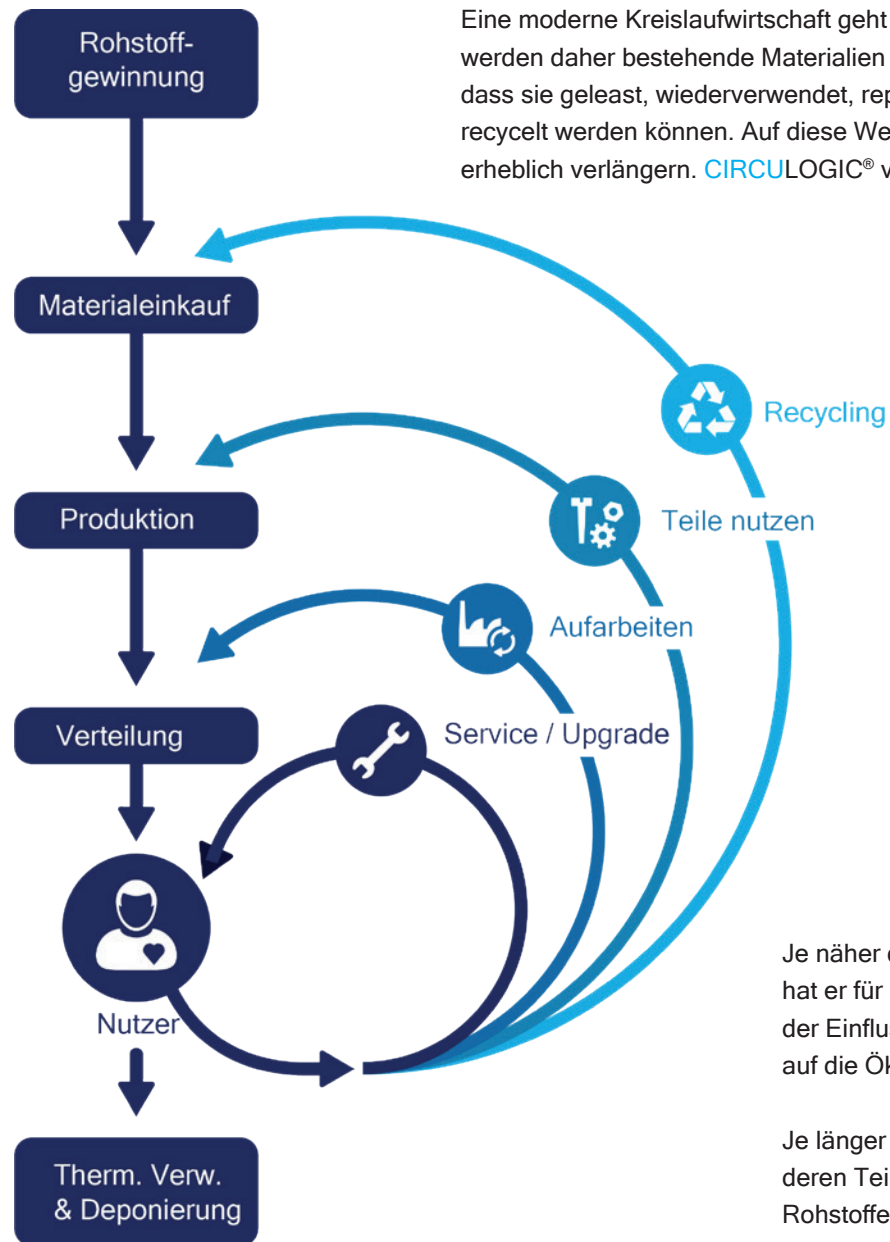 Eine moderne Kreislaufwirtschaft geht
werden daher bestehende Materialien
dass sie geleast, wiederverwendet, rep
recycelt werden können. Auf diese We
erheblich verlängern. CIRCULOGIC® v
Rohstoff-
gewinnung
Materialeinkauf
Produktion
Verteilung
Nutzer
Therm. Verw.
& Deponierung
Recycling
Teile nutzen
Aufarbeiten
Service / Upgrade
Je näher
hat er für
der Einflu
auf die Ök
Je länger
deren Tei
Rohstoffe